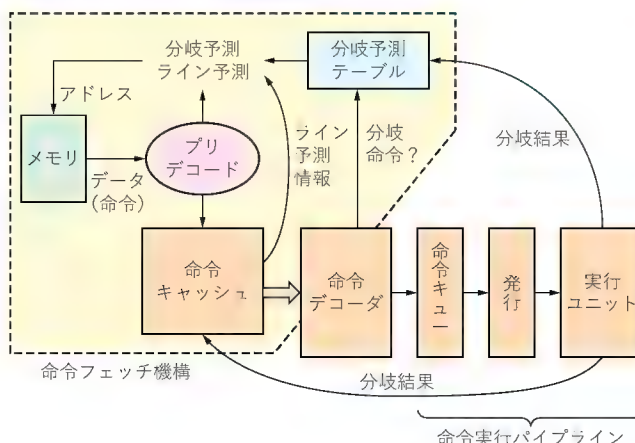 分岐予測
ライン予測
分岐予測
テーブル
アドレス
メモリ
プリ
デコード
データ
(命令)
ライン
予測
情報
分岐
命令?
分岐結果
命令
キャッシュ
命令
デコーダ
命令キュー
発行
実行
ユニット
命令フェッチ機構
分岐結果
命令実行パイプライン